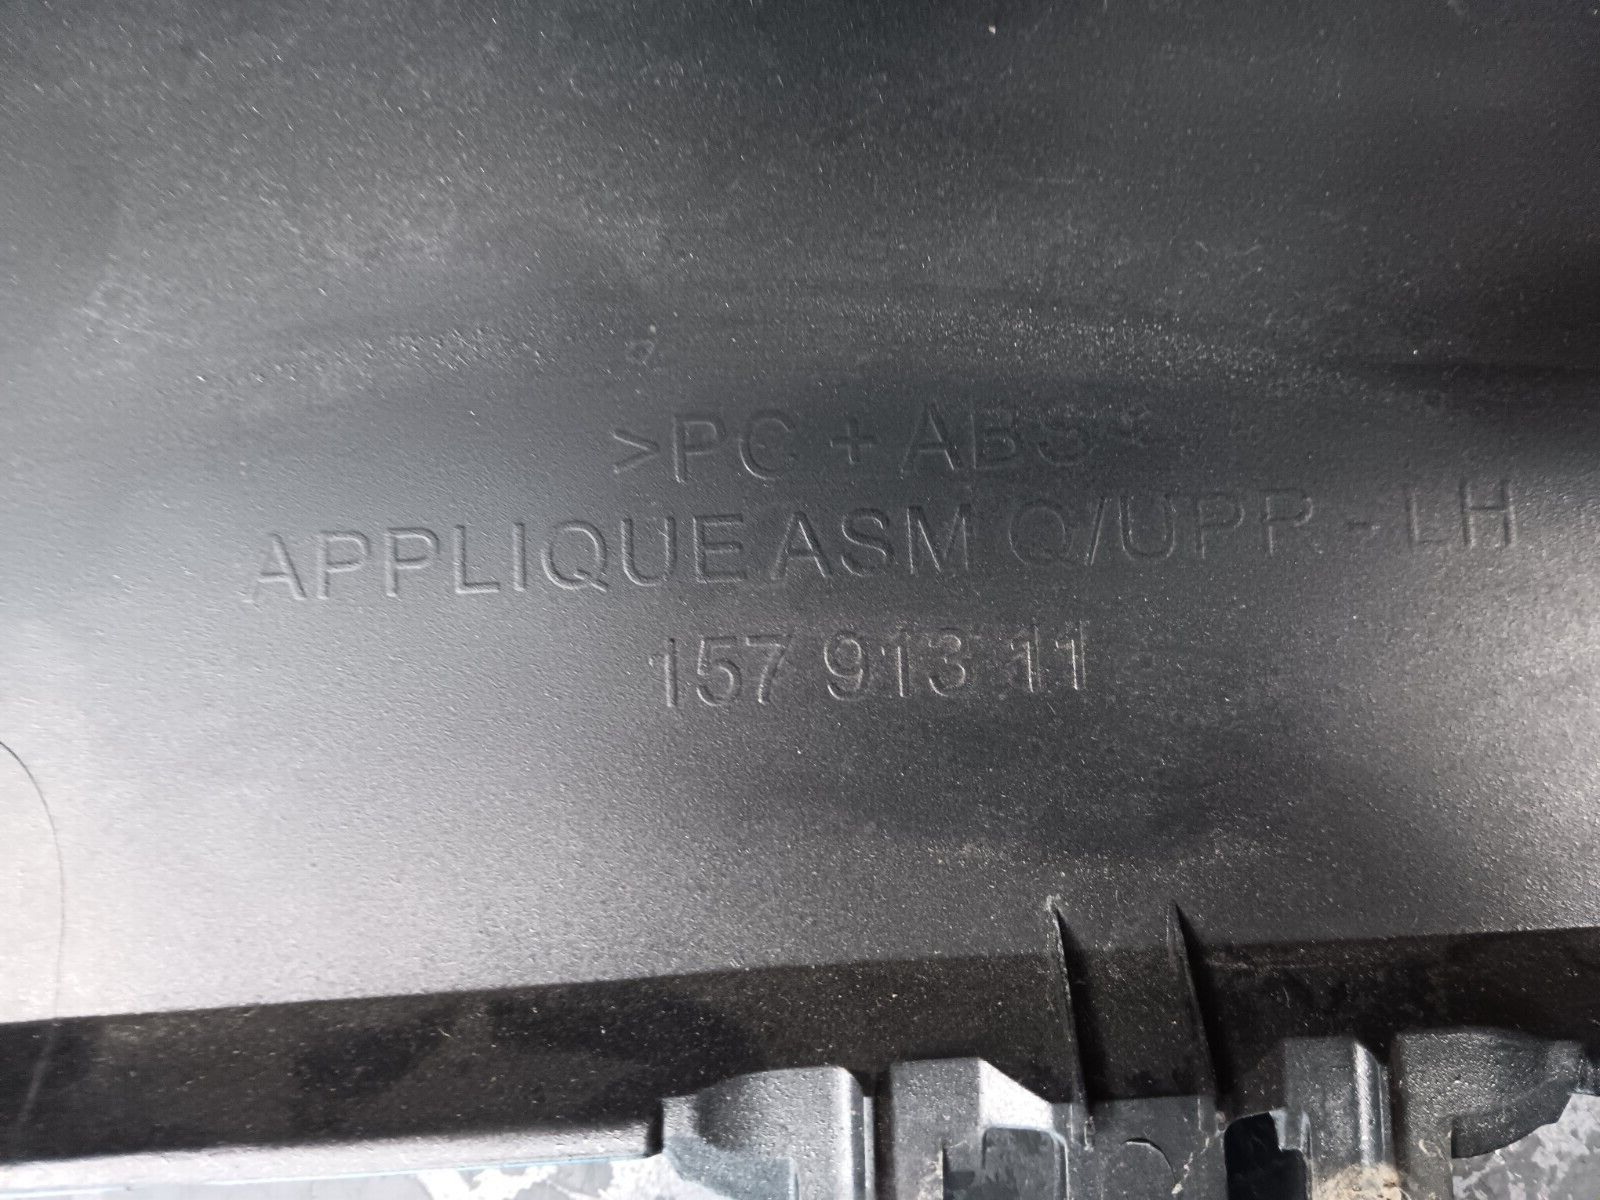 >PC + ABS<
APPLIQUE ASM Q/UPR - LH
157 913 11